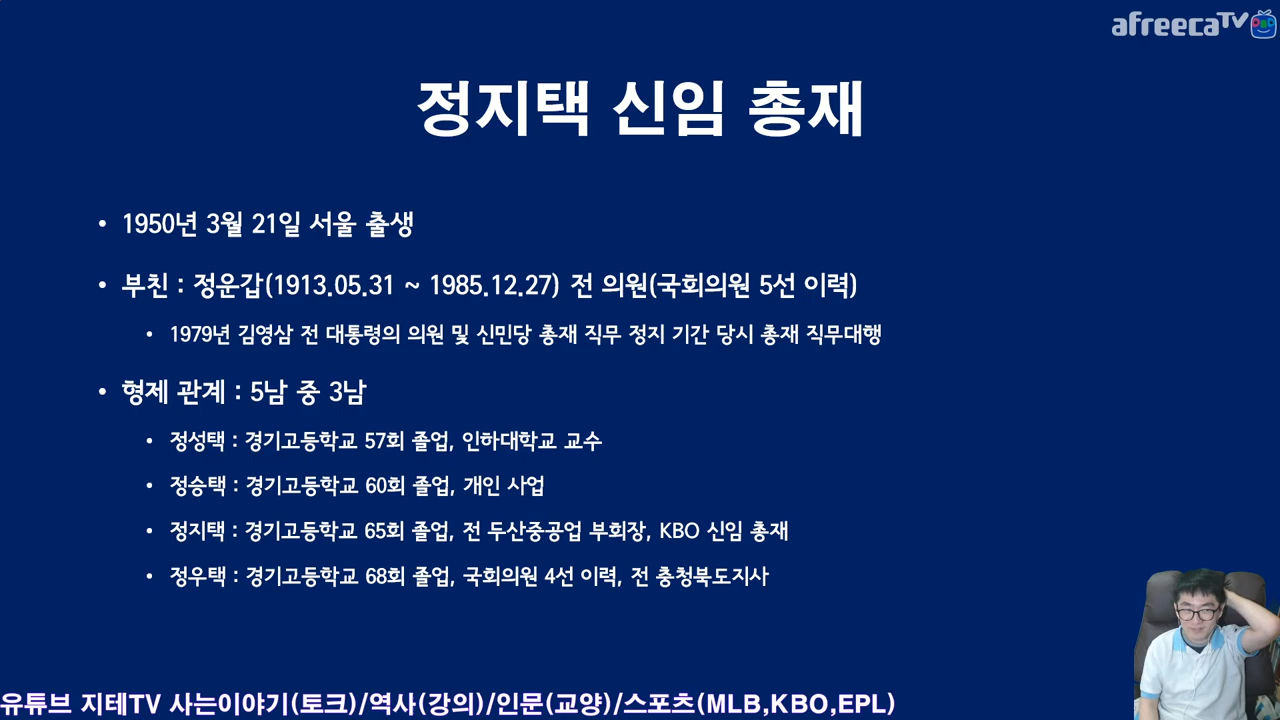 afreecaTV
정지택 신임 총재
• 1950년 3월 21일 서울 출생
• 부친 : 정운갑(1913.05.31 ~ 1985.12.27) 전 의원(국회의원 5선 이력)
• 1979년 김영삼 전 대통령의 의원 및 신민당 총재 직무 정지 기간 당시 총재 직무대행
• 형제 관계 : 5남 중 3남
• 정성택 : 경기고등학교 57회 졸업, 인하대학교 교수
• 정승택 : 경기고등학교 60회 졸업, 개인 사업
• 정지택 : 경기고등학교 65회 졸업, 전 두산중공업 부회장, KBO 신임 총재
• 정우택 : 경기고등학교 68회 졸업, 국회의원 4선 이력, 전 충청북도지사
유튜브 지테TV 사는이야기(토크)/역사(강의)/인문(교양)/스포츠(MLB,KBO,EPL)